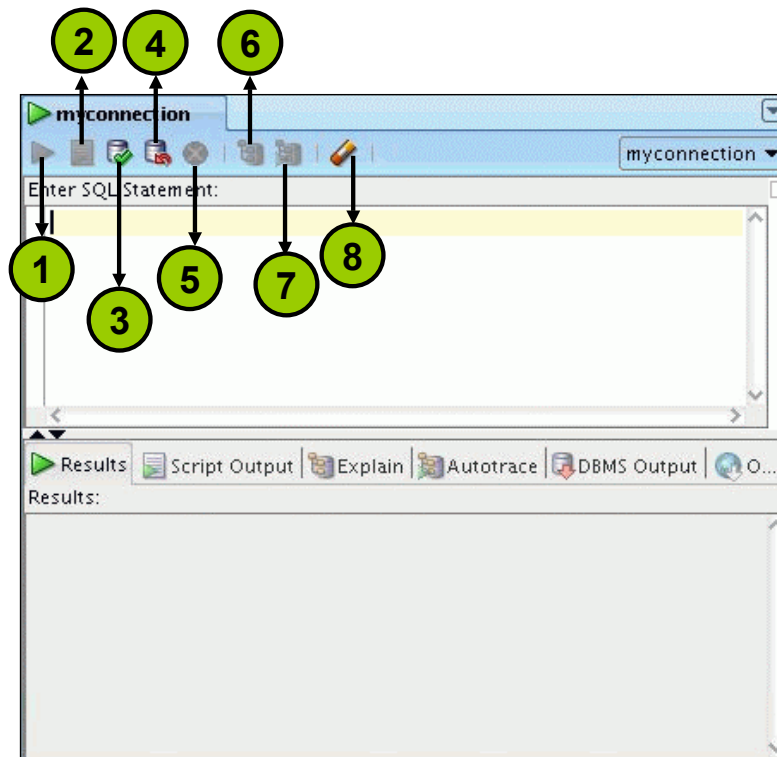 2 4 6
myconnection
myconnection
Enter SQL Statement:
1 3 5 7 8
Results Script Output Explain Autotrace DBMS Output O...
Results: